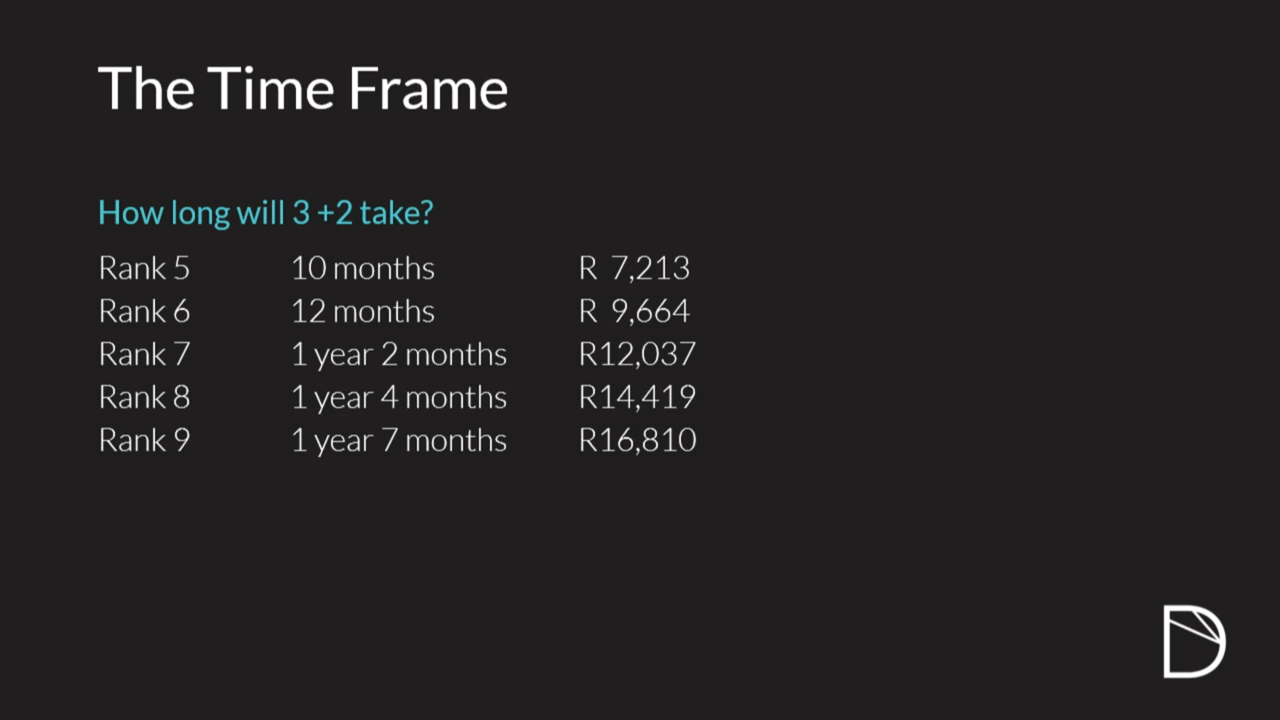 The Time Frame
How long will 3 +2 take?
Rank 5 10 months R 7,213
Rank 6 12 months R 9,664
Rank 7 1 year 2 months R12,037
Rank 8 1 year 4 months R14,419
Rank 9 1 year 7 months R16,810